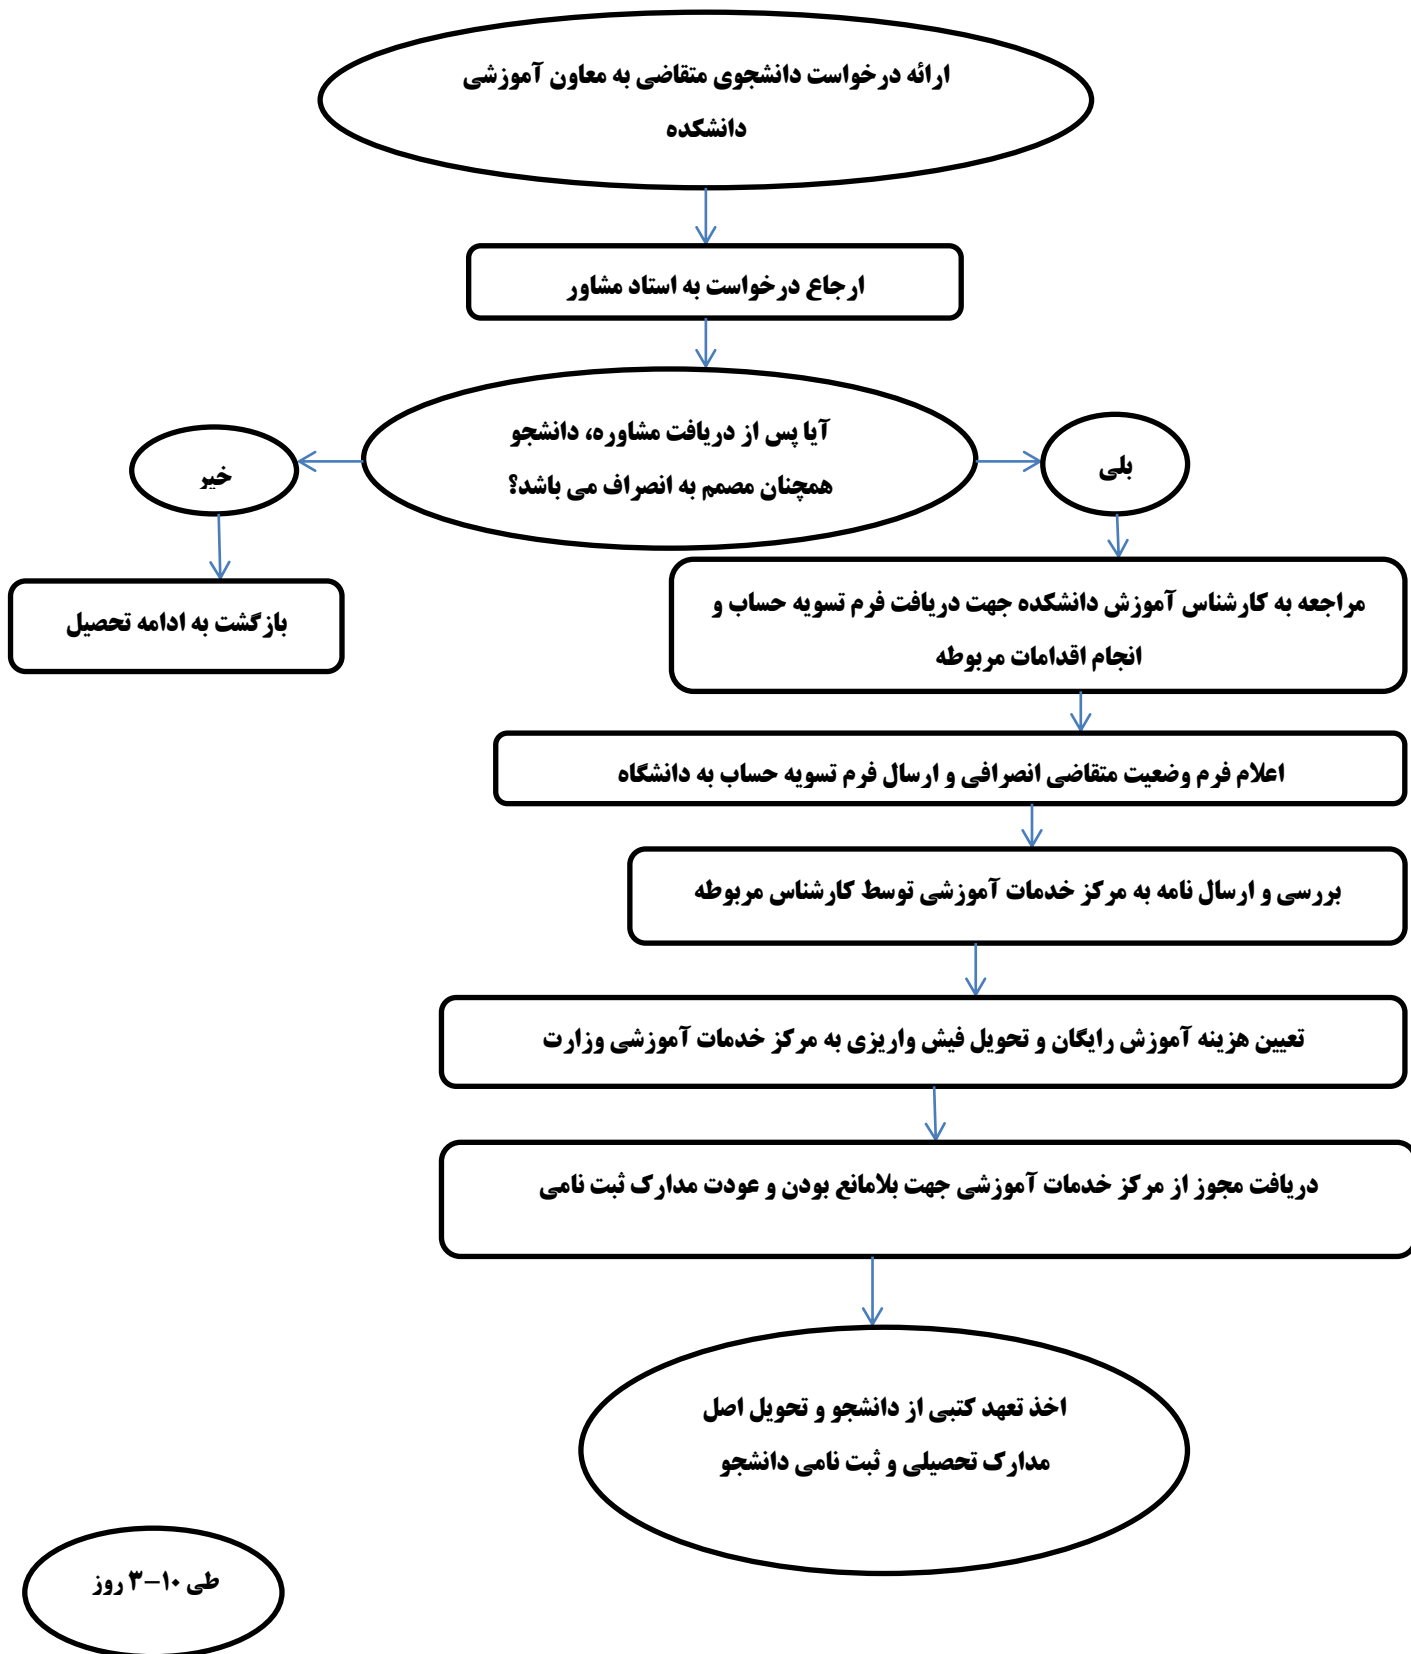 ارائه درخواست دانشجوی متقاضی به معاون آموزشی
دانشکده
ارجاع درخواست به استاد مشاور
آیا پس از دریافت مشاوره، دانشجو
همچنان مصمم به انصراف می باشد؟
بلی
خیر
مراجعه به کارشناس آموزش دانشکده جهت دریافت فرم تسویه حساب و
انجام اقدامات مربوطه
بازگشت به ادامه تحصیل
اعلام فرم وضعیت متقاضی انصرافی و ارسال فرم تسویه حساب به دانشگاه
بررسی و ارسال نامه به مرکز خدمات آموزشی توسط کارشناس مربوطه
تعیین هزینه آموزش رایگان و تحویل فیش واریزی به مرکز خدمات آموزشی وزارت
دریافت مجوز از مرکز خدمات آموزشی جهت بلامانع بودن و عودت مدارک ثبت نامی
اخذ تعهد کتبی از دانشجو و تحویل اصل
مدارک تحصیلی و ثبت نامی دانشجو
طی ۱۰-۳ روز